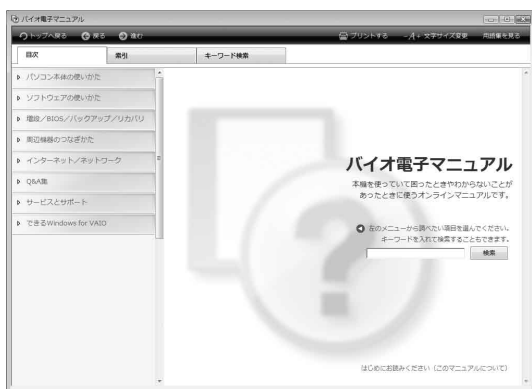 バイオ電子マニュアル
トップへ戻る 戻る 進む プリントする -A+ 文字サイズ変更 用語集を見る
目次 索引 キーワード検索
パソコン本体の使いかた
ソフトウェアの使いかた
増設／BIOS／バックアップ／リカバリ
周辺機器のつなぎかた
インターネット／ネットワーク
Q&A集
サービスとサポート
できるWindows for VAIO
バイオ電子マニュアル
本機を使っていて困ったときやわからないことが
あったときに使うオンラインマニュアルです。
左のメニューから調べたい項目を選んでください。
キーワードを入れて検索することもできます。
検索
はじめにお読みください（このマニュアルについて）